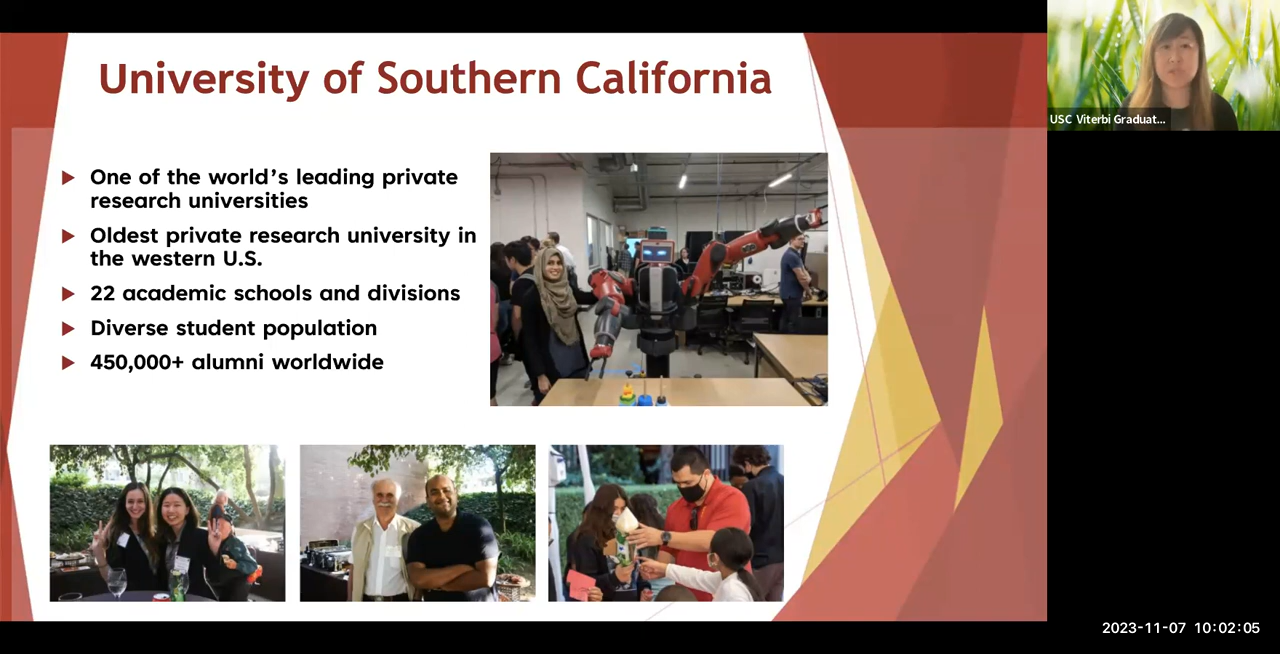 University of Southern California
One of the world's leading private
research universities
Oldest private research university in
the western U.S.
22 academic schools and divisions
Diverse student population
450,000+ alumni worldwide
USC Viterbi Graduat...
2023-11-07 10:02:05